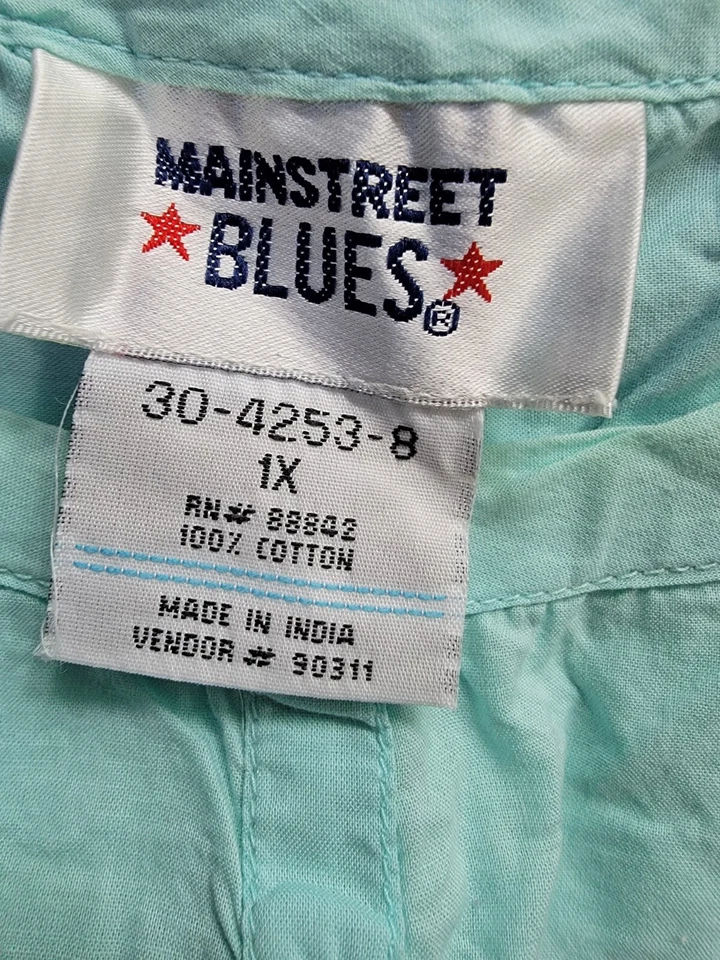 MAINSTREET
BLUES®
30-4253-8
1X
RN# 88842
100% COTTON
MADE IN INDIA
VENDOR # 90311